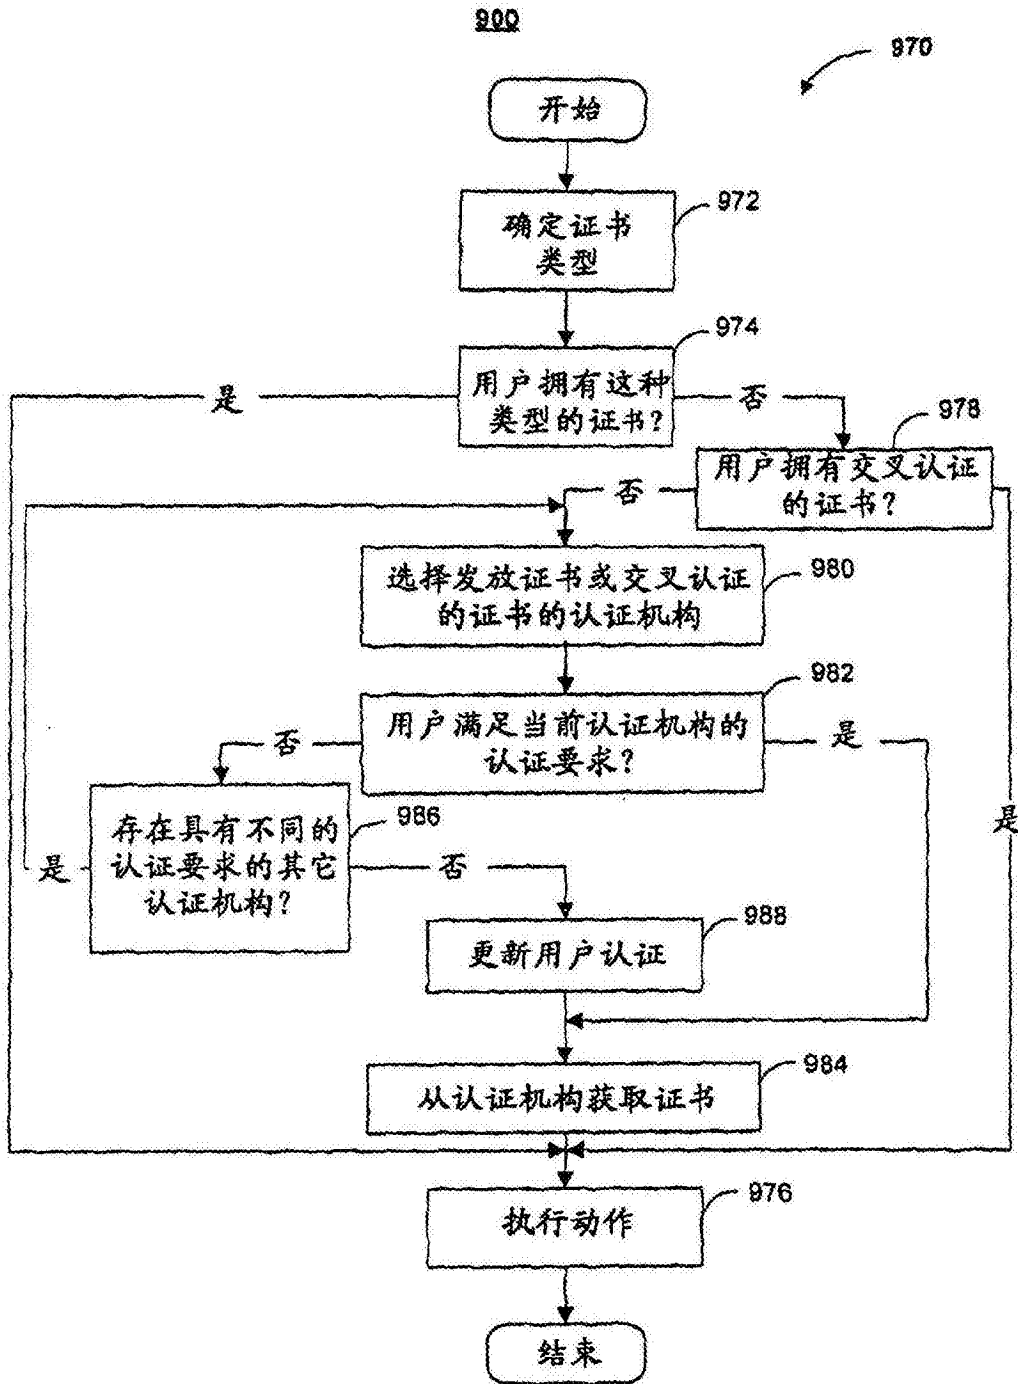 900
970
开始
972
确定证书
类型
974
用户拥有这种
类型的证书?
是
否
978
用户拥有交叉认证
的证书?
否
980
选择发放证书或交叉认证
的证书的认证机构
982
用户满足当前认证机构的
认证要求?
否
是
986
存在具有不同的
认证要求的其它
认证机构?
是
否
是
988
更新用户认证
984
从认证机构获取证书
976
执行动作
结束